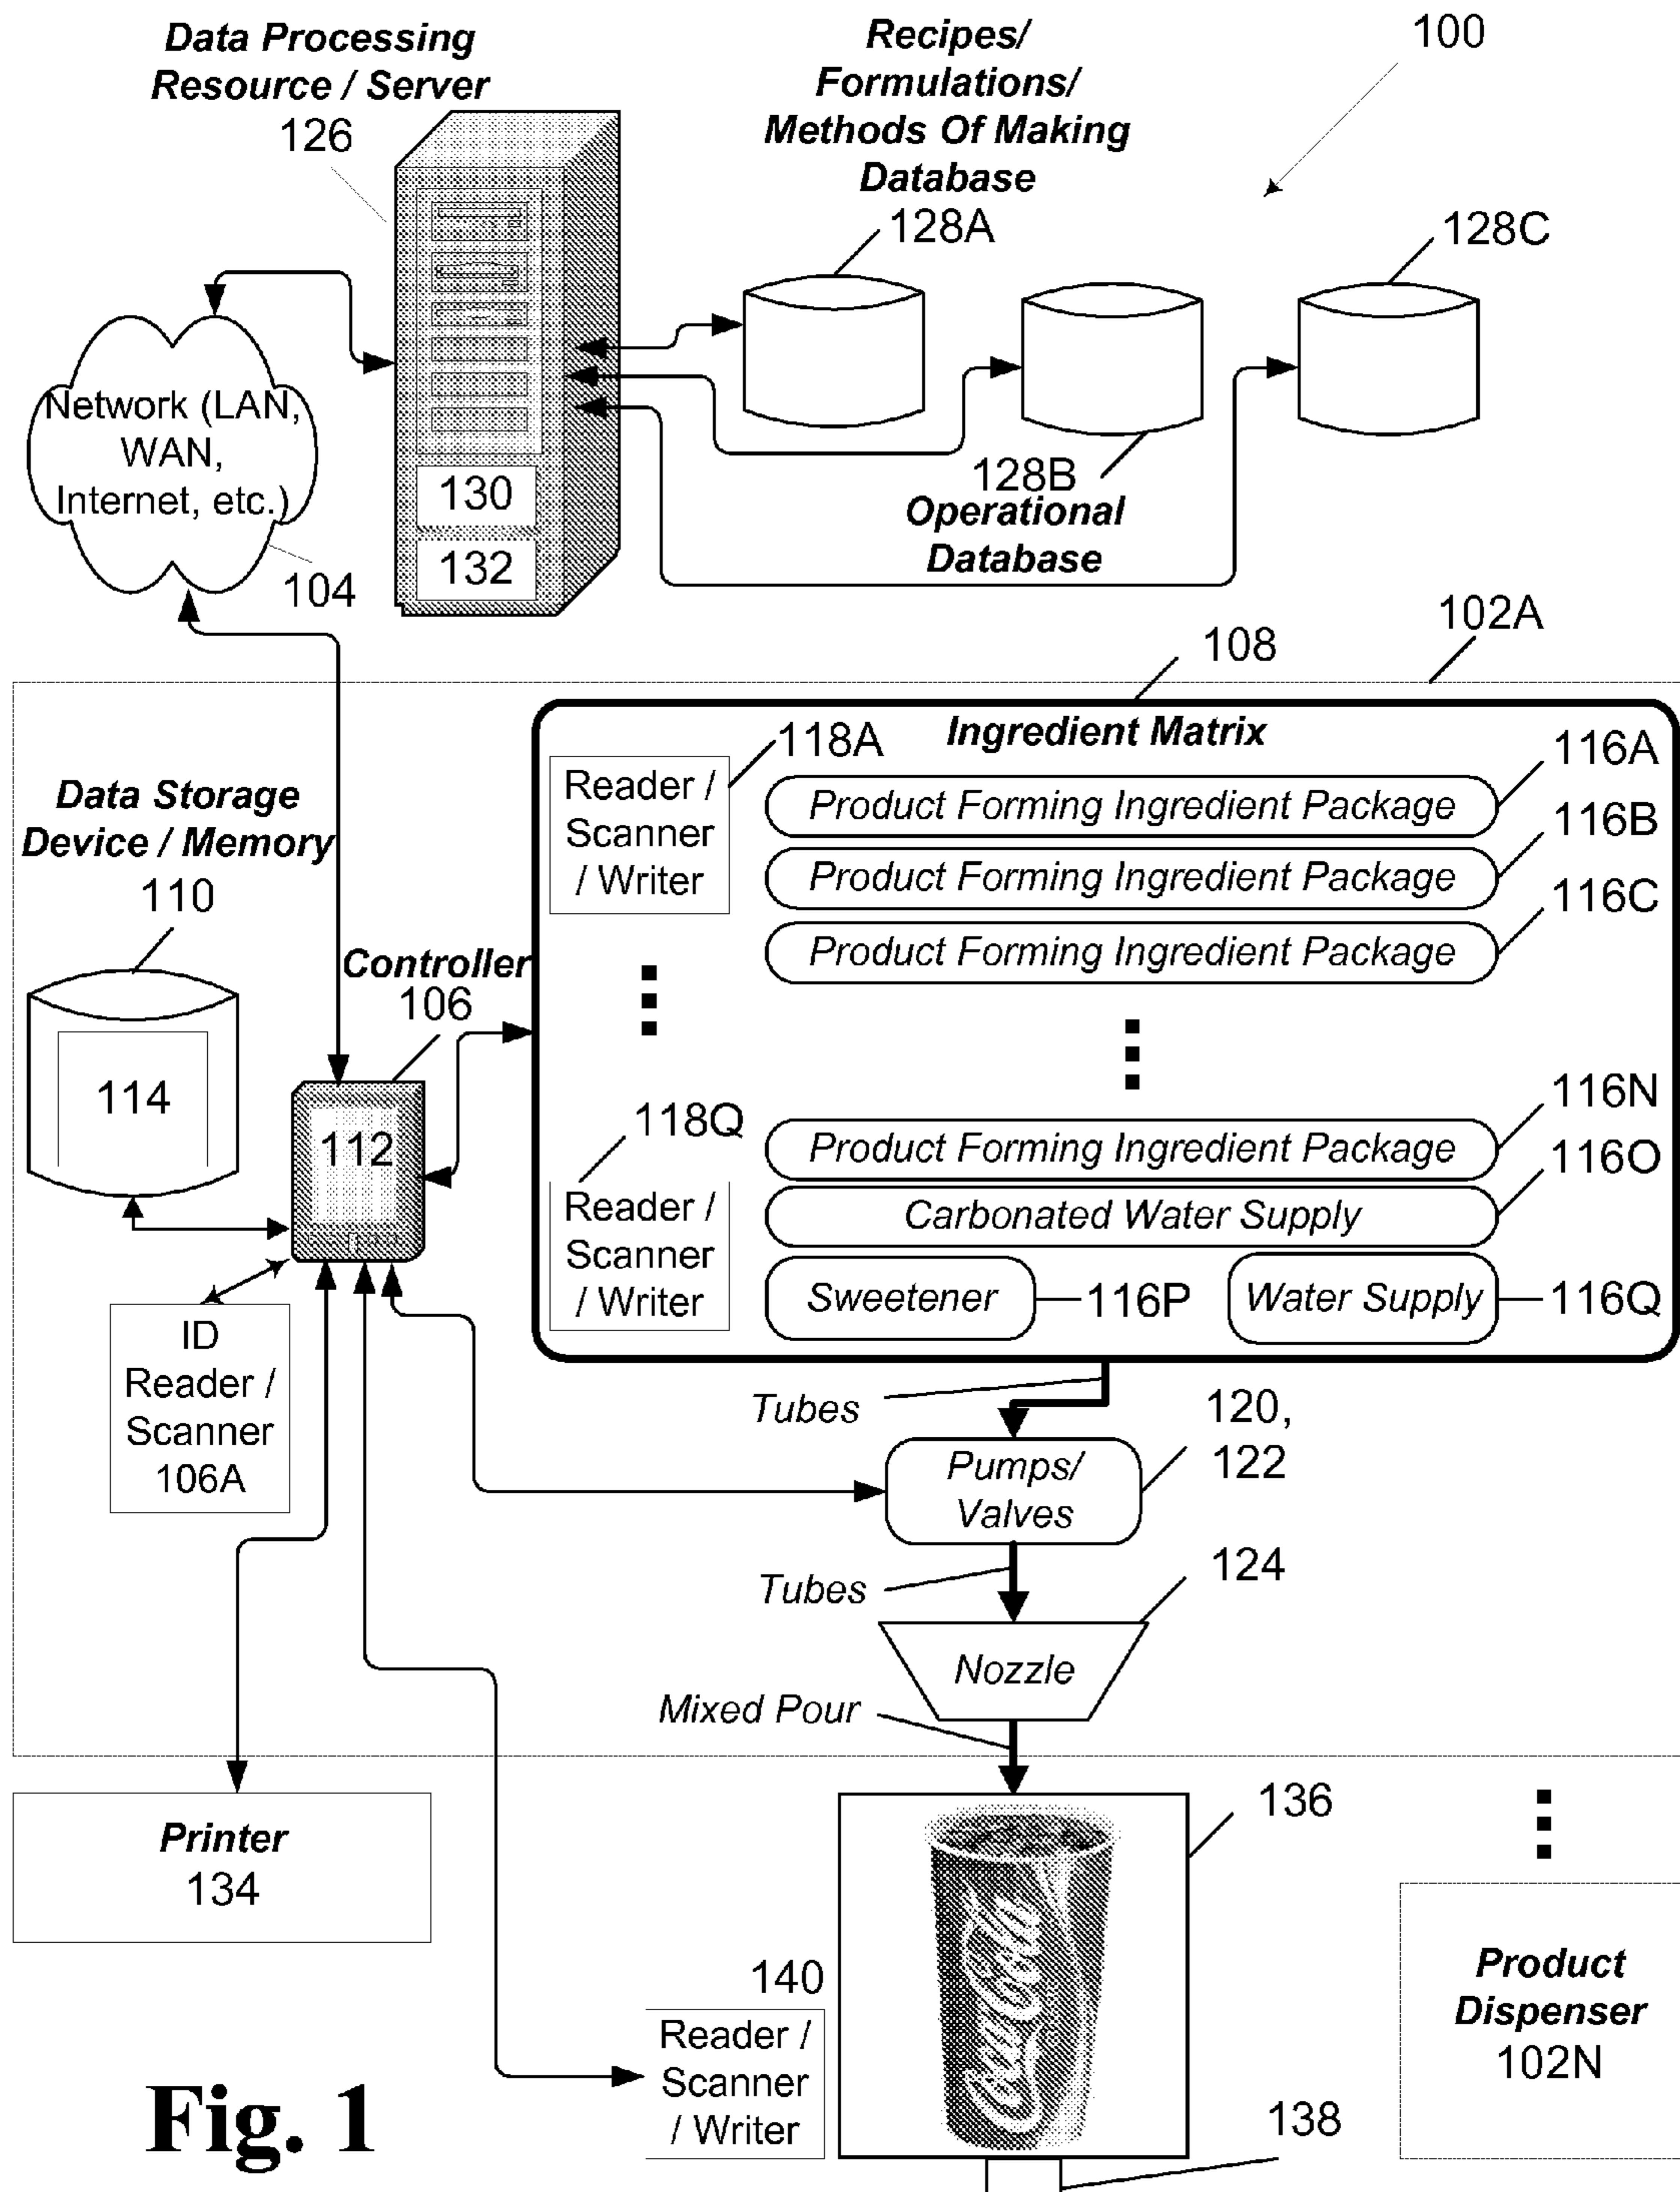 Data Processing
Resource / Server
126
Recipes/
Formulations/
Methods Of Making
Database
128A
100
128C
Network (LAN,
WAN,
Internet, etc.)
104
130
132
128B
Operational
Database
102A
108
Ingredient Matrix
118A
Reader /
Scanner
/ Writer
Product Forming Ingredient Package
116A
Product Forming Ingredient Package
116B
Product Forming Ingredient Package
116C
Data Storage
Device / Memory
110
114
Controller
106
112
118Q
Reader /
Scanner
/ Writer
Product Forming Ingredient Package
116N
Carbonated Water Supply
116O
Sweetener
116P
Water Supply
116Q
ID
Reader /
Scanner
106A
Tubes
Pumps/
Valves
120,
122
Tubes
124
Nozzle
Mixed Pour
Printer
134
136
Coca-Cola
140
Reader /
Scanner
/ Writer
Product
Dispenser
102N
138
Fig. 1